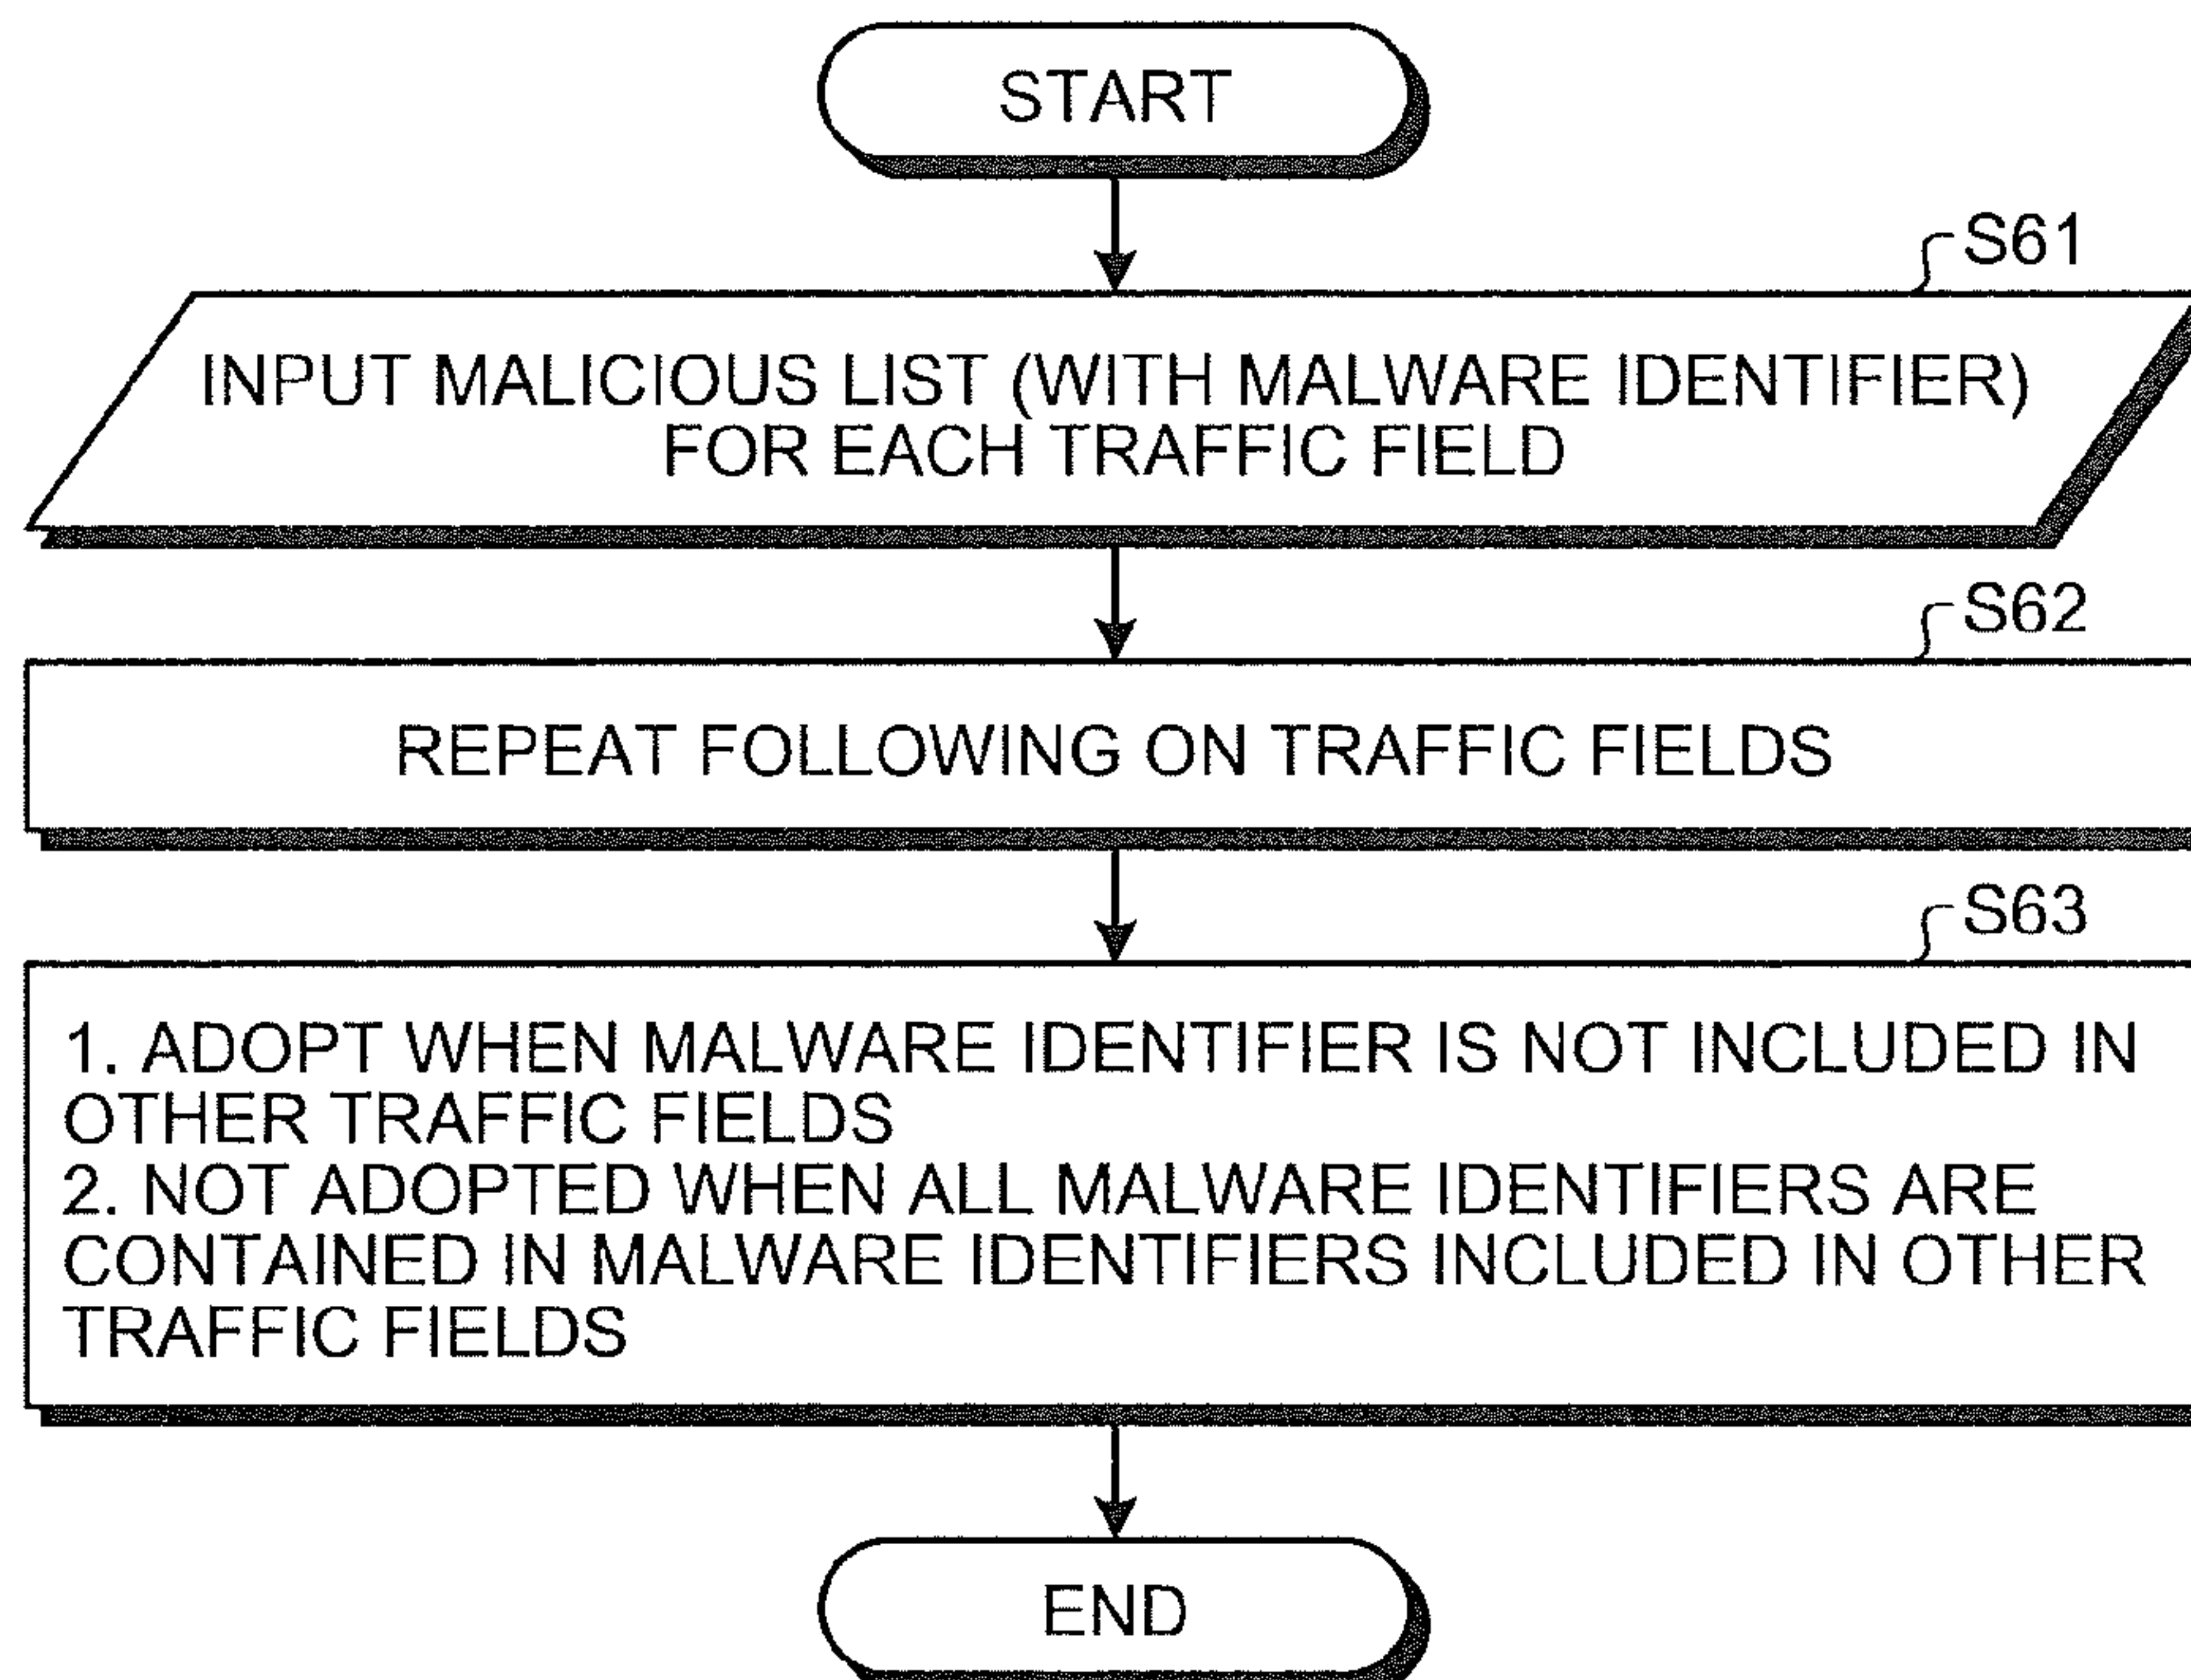 START
S61
INPUT MALICIOUS LIST (WITH MALWARE IDENTIFIER)
FOR EACH TRAFFIC FIELD
S62
REPEAT FOLLOWING ON TRAFFIC FIELDS
S63
1. ADOPT WHEN MALWARE IDENTIFIER IS NOT INCLUDED IN
OTHER TRAFFIC FIELDS
2. NOT ADOPTED WHEN ALL MALWARE IDENTIFIERS ARE
CONTAINED IN MALWARE IDENTIFIERS INCLUDED IN OTHER
TRAFFIC FIELDS
END